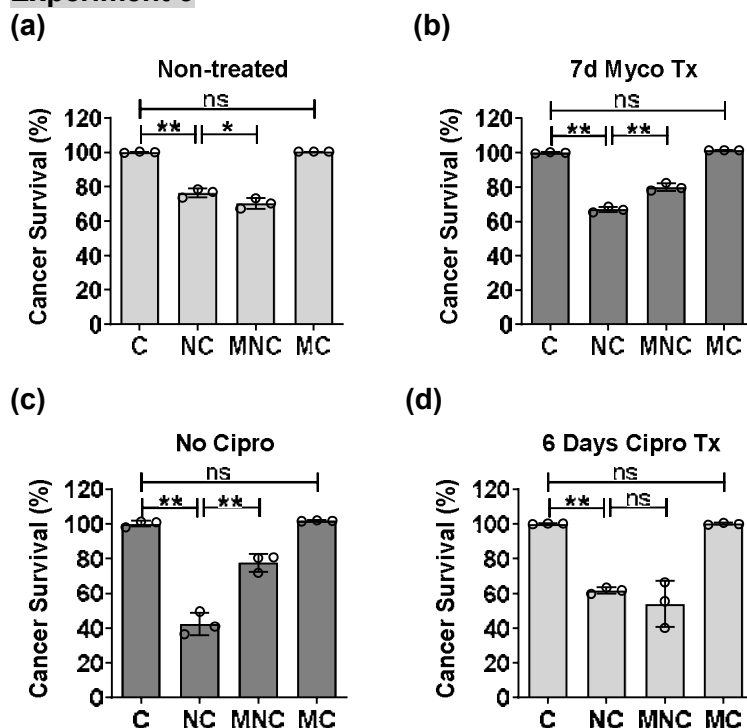 (a)
Non-treated
ns
** *
Cancer Survival (%)
120
100
80
60
40
20
0
C NC MNC MC
(b)
7d Myco Tx
ns
** **
Cancer Survival (%)
120
100
80
60
40
20
0
C NC MNC MC
(c)
No Cipro
ns
** **
Cancer Survival (%)
120
100
80
60
40
20
0
C NC MNC MC
(d)
6 Days Cipro Tx
ns
** ns
Cancer Survival (%)
120
100
80
60
40
20
0
C NC MNC MC